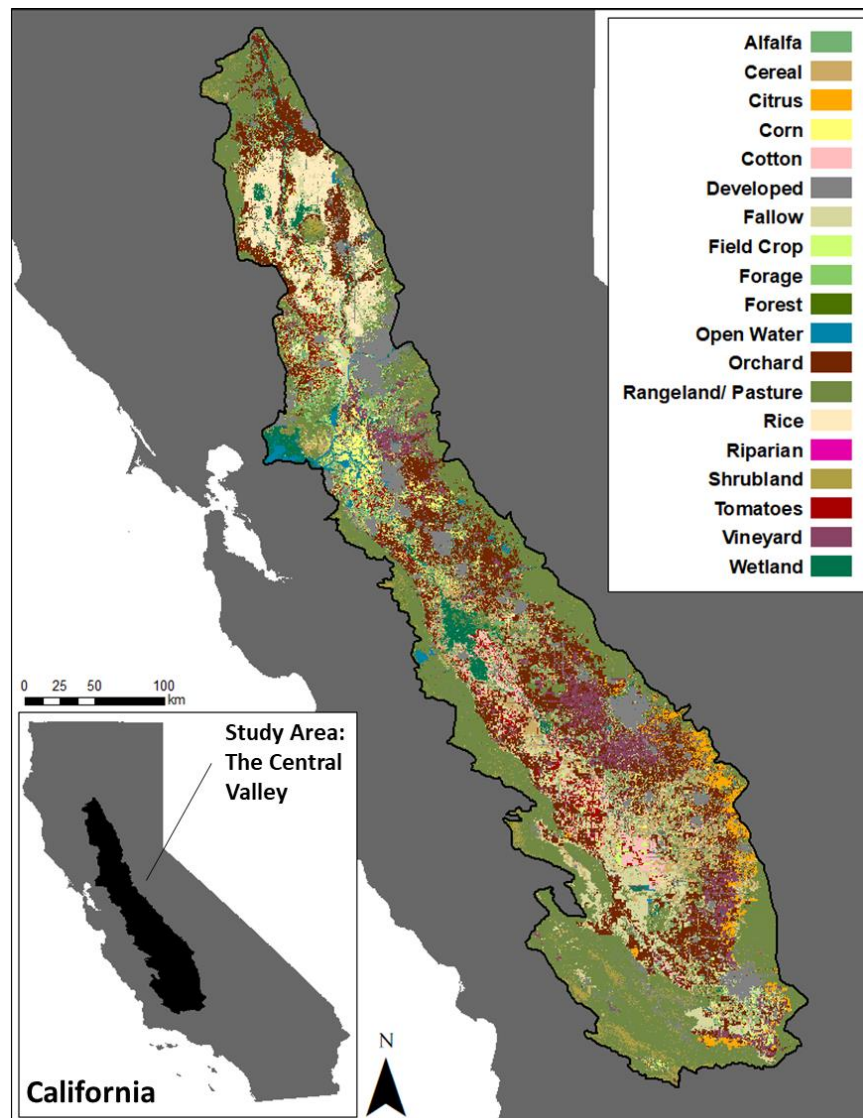 Alfalfa
Cereal
Citrus
Corn
Cotton
Developed
Fallow
Field Crop
Forage
Forest
Open Water
Orchard
Rangeland/ Pasture
Rice
Riparian
Shrubland
Tomatoes
Vineyard
Wetland
0 25 50 100
km
Study Area:
The Central
Valley
California
N